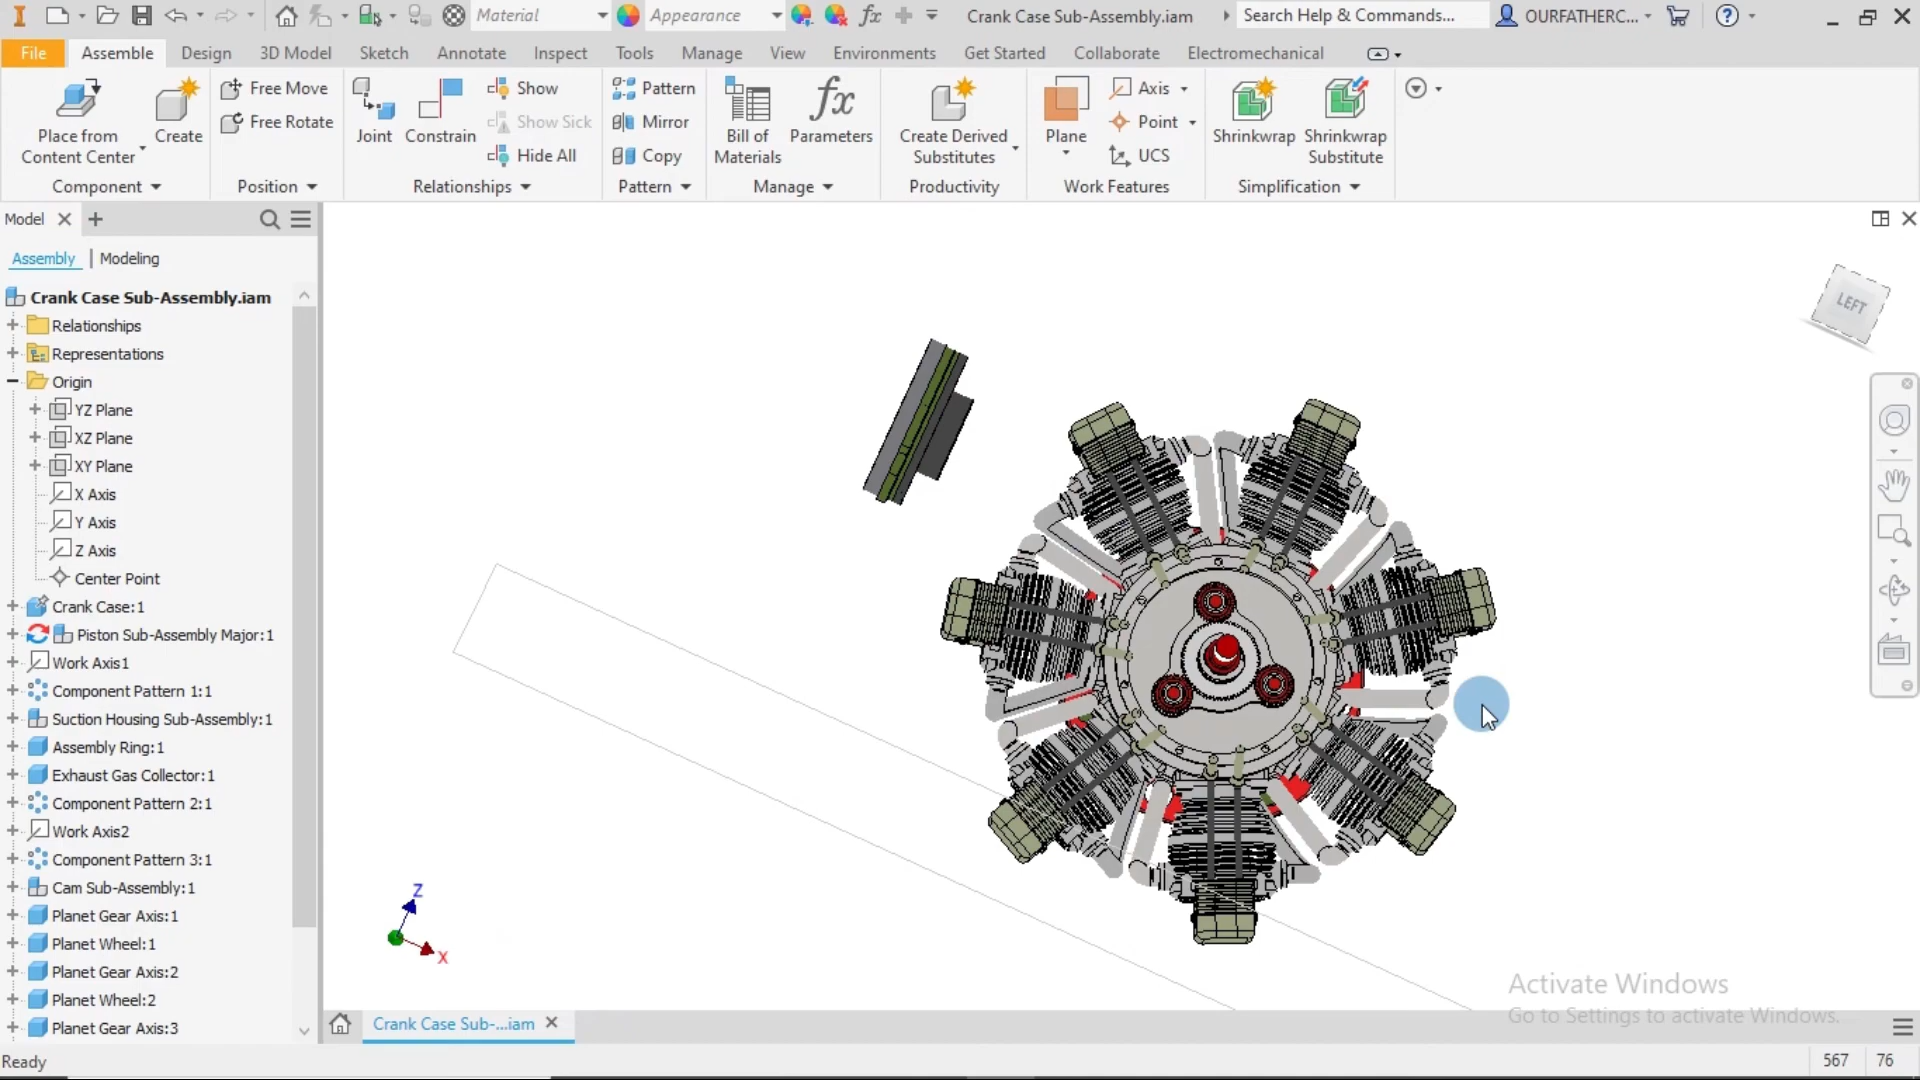 Material
Appearance
Crank Case Sub-Assembly.iam
Search Help & Commands...
OURFATHERC...
File
Assemble
Design
3D Model
Sketch
Annotate
Inspect
Tools
Manage
View
Environments
Get Started
Collaborate
Electromechanical
Place from
Content Center
Create
Free Move
Free Rotate
Joint
Constrain
Show
Show Sick
Hide All
Pattern
Mirror
Copy
Bill of
Materials
fx
Parameters
Create Derived
Substitutes
Plane
Axis
Point
UCS
Shrinkwrap
Shrinkwrap
Substitute
Component
Position
Relationships
Pattern
Manage
Productivity
Work Features
Simplification
Model
Assembly
Modeling
Crank Case Sub-Assembly.iam
Relationships
Representations
Origin
YZ Plane
XZ Plane
XY Plane
X Axis
Y Axis
Z Axis
Center Point
Crank Case:1
Piston Sub-Assembly Major:1
Work Axis1
Component Pattern 1:1
Suction Housing Sub-Assembly:1
Assembly Ring:1
Exhaust Gas Collector:1
Component Pattern 2:1
Work Axis2
Component Pattern 3:1
Cam Sub-Assembly:1
Planet Gear Axis:1
Planet Wheel:1
Planet Gear Axis:2
Planet Wheel:2
Planet Gear Axis:3
LEFT
Z
X
Activate Windows
Go to Settings to activate Windows.
Crank Case Sub-...iam
Ready
567
76